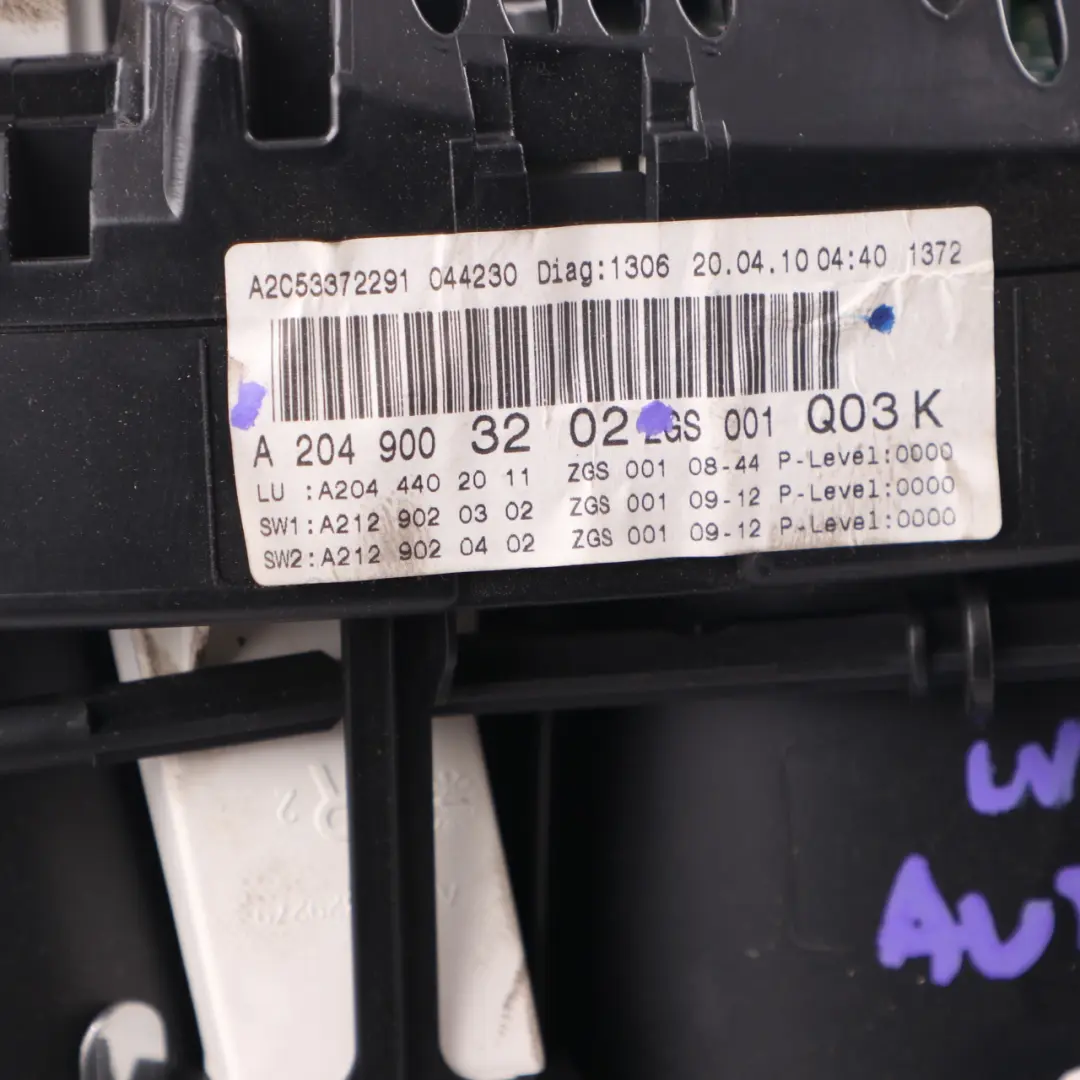 A2C53372291 044230 Diag:1306 20.04.10 04:40 1372
A 204 900 32 02 ZGS 001 Q03 K
LU :A204 440 20 11 ZGS 001 08-44 P-Level:0000
SW1:A212 902 03 02 ZGS 001 09-12 P-Level:0000
SW2:A212 902 04 02 ZGS 001 09-12 P-Level:0000
R 2